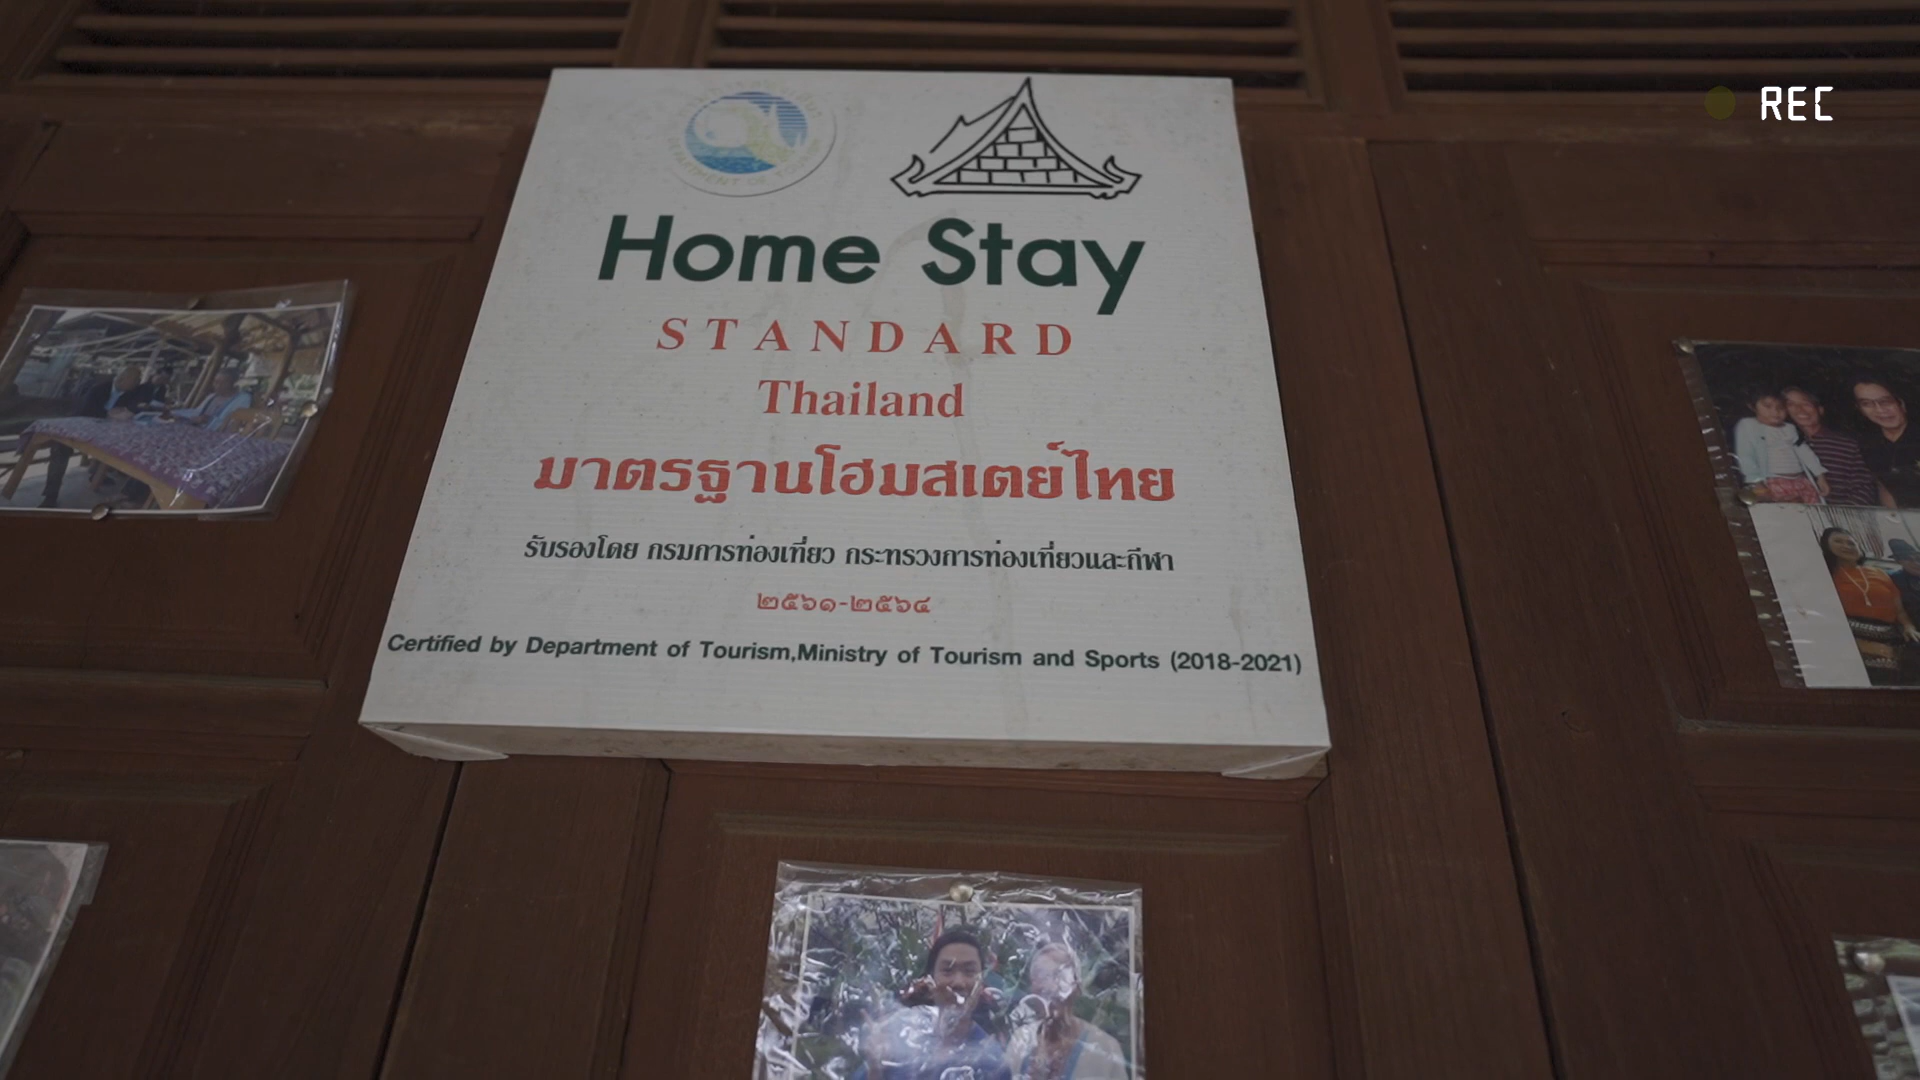 REC
Home Stay
STANDARD
Thailand
มาตรฐานโฮมสเตย์ไทย
รับรองโดย กรมการท่องเที่ยว กระทรวงการท่องเที่ยวและกีฬา
๒๕๖๑-๒๕๖๔
Certified by Department of Tourism,Ministry of Tourism and Sports (2018-2021)